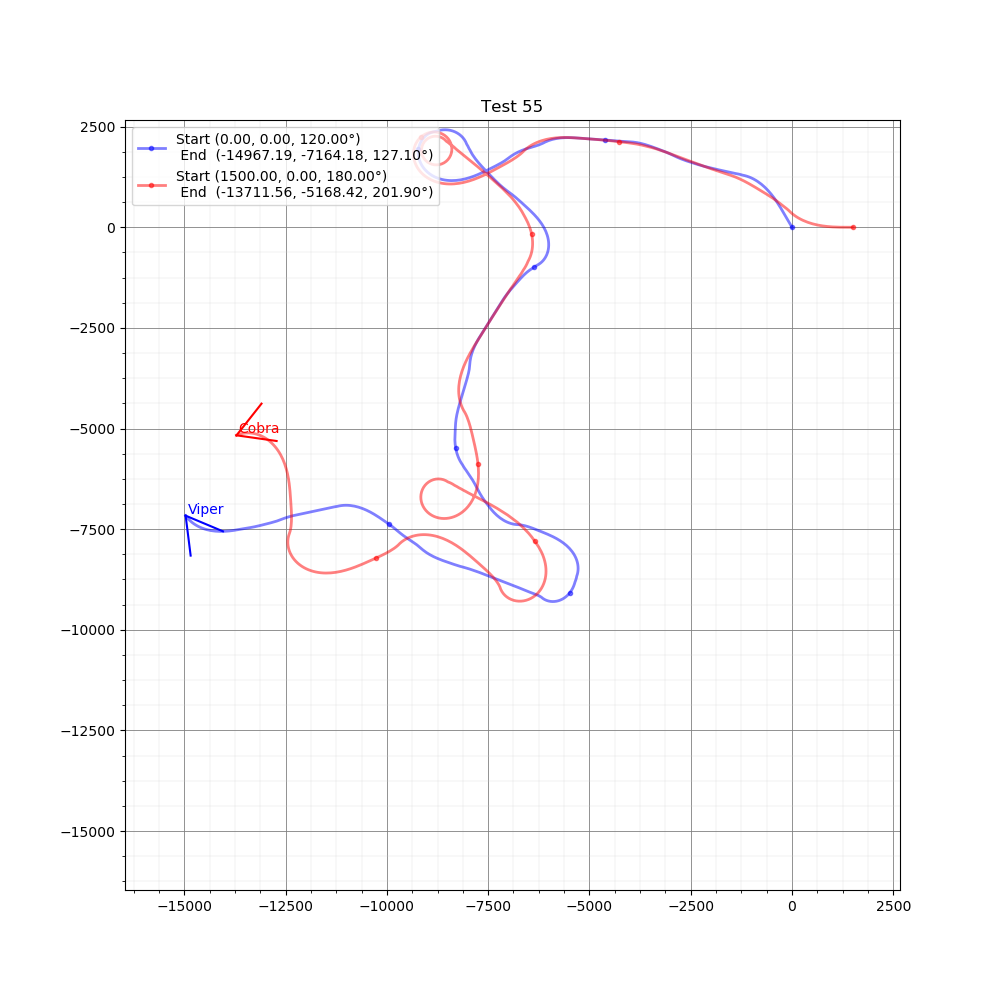 Test 55
Start (0.00, 0.00, 120.00°)
End (-14967.19, -7164.18, 127.10°)
Start (1500.00, 0.00, 180.00°)
End (-13711.56, -5168.42, 201.90°)
2500
0
−2500
−5000
−7500
−10000
−12500
−15000
Cobra
Viper
−15000 −12500 −10000 −7500 −5000 −2500 0 2500